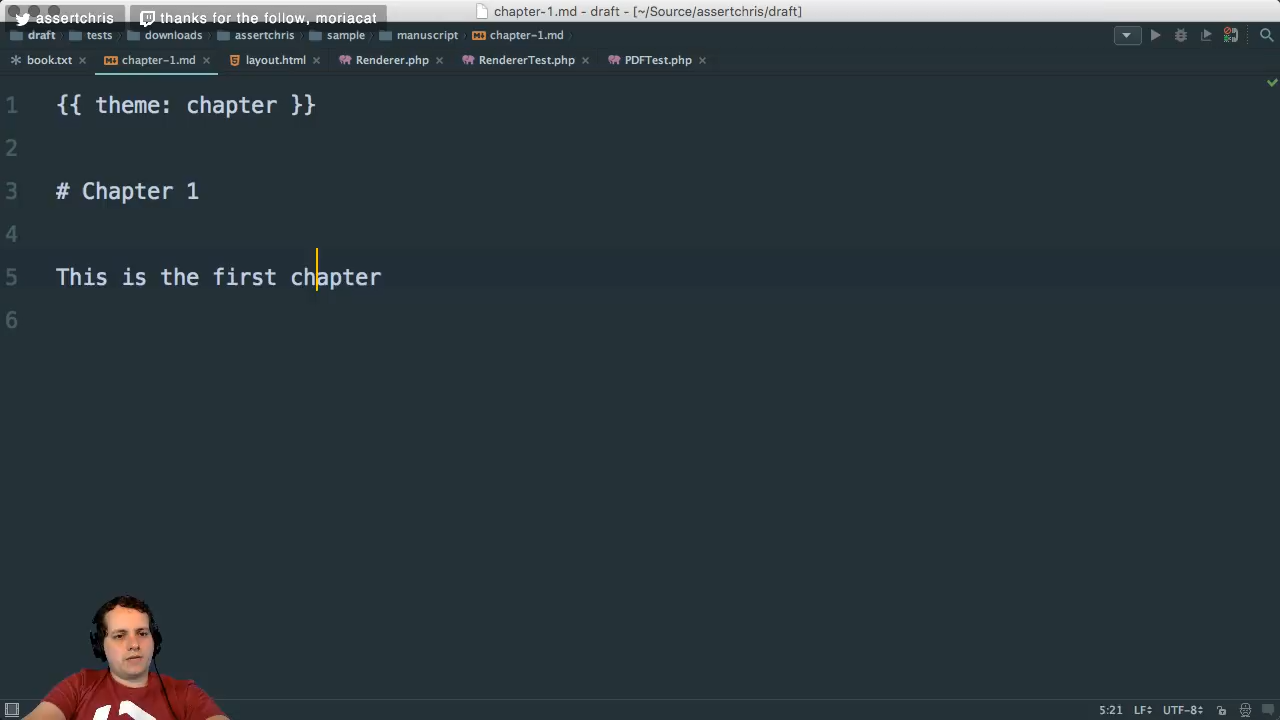 chapter-1.md - draft - [~/Source/assertchris/draft]
assertchris
thanks for the follow, moriacat
draft tests downloads assertchris sample manuscript chapter-1.md
book.txt chapter-1.md layout.html Renderer.php RendererTest.php PDFTest.php
1 {{ theme: chapter }}
2
3 # Chapter 1
4
5 This is the first chapter
6
5:21 LF UTF-8